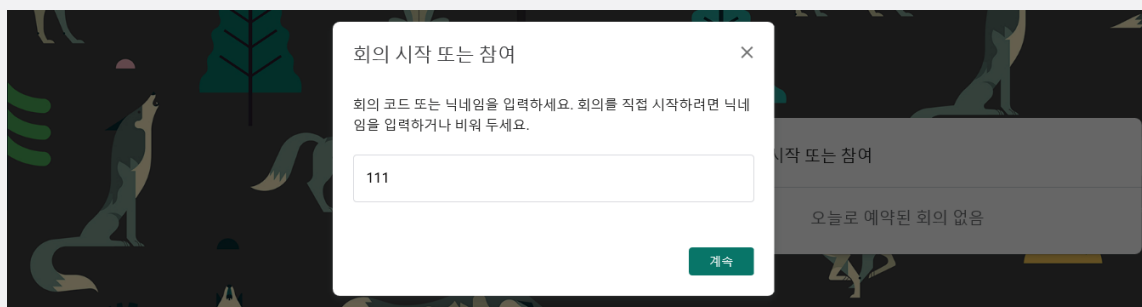 회의 시작 또는 참여
회의 코드 또는 닉네임을 입력하세요. 회의를 직접 시작하려면 닉네
임을 입력하거나 비워 두세요.
111
계속
시작 또는 참여
오늘로 예약된 회의 없음